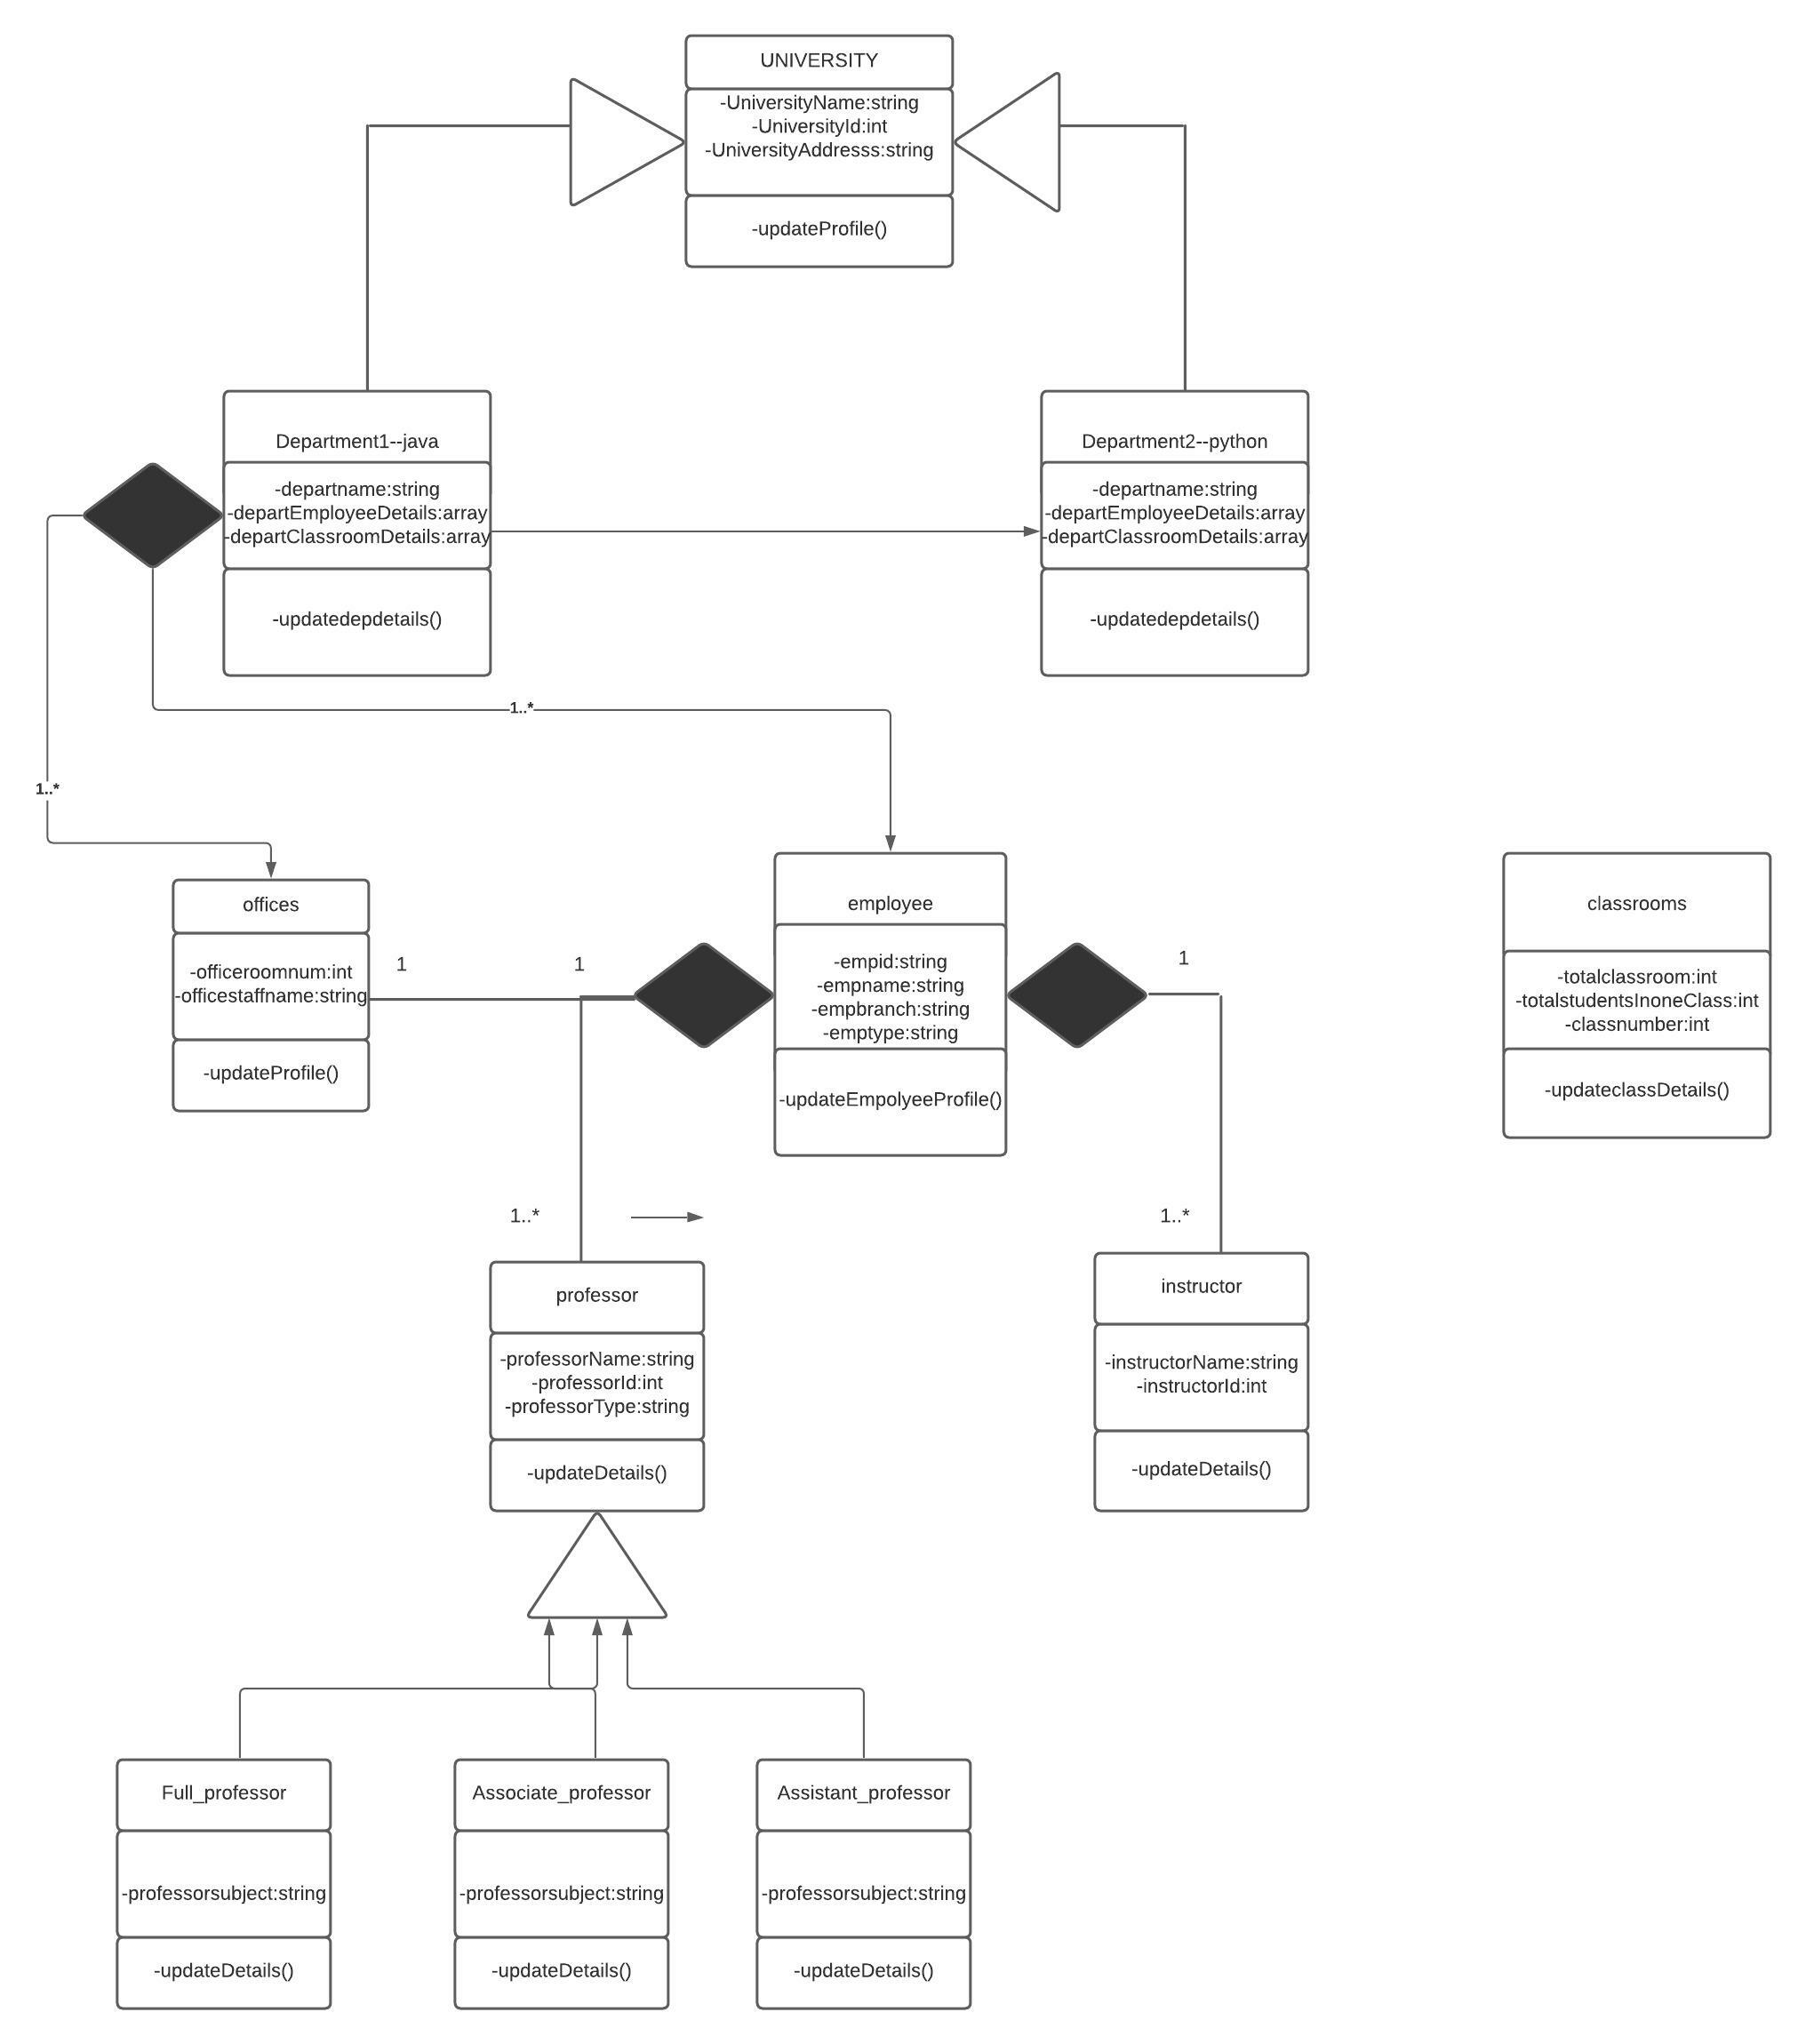 UNIVERSITY
-UniversityName:string
-UniversityId:int
-UniversityAddresss:string
-updateProfile()
Department1--java
-departname:string
-departEmployeeDetails:array
-departClassroomDetails:array
-updatedepdetails()
Department2--python
-departname:string
-departEmployeeDetails:array
-departClassroomDetails:array
-updatedepdetails()
1..*
1..*
offices
-officeroomnum:int
-officestaffname:string
-updateProfile()
1
1
employee
-empid:string
-empname:string
-empbranch:string
-emptype:string
-updateEmpolyeeProfile()
1
classrooms
-totalclassroom:int
-totalstudentsInoneClass:int
-classnumber:int
-updateclassDetails()
1..*
1..*
professor
-professorName:string
-professorId:int
-professorType:string
-updateDetails()
instructor
-instructorName:string
-instructorId:int
-updateDetails()
Full_professor
-professorsubject:string
-updateDetails()
Associate_professor
-professorsubject:string
-updateDetails()
Assistant_professor
-professorsubject:string
-updateDetails()